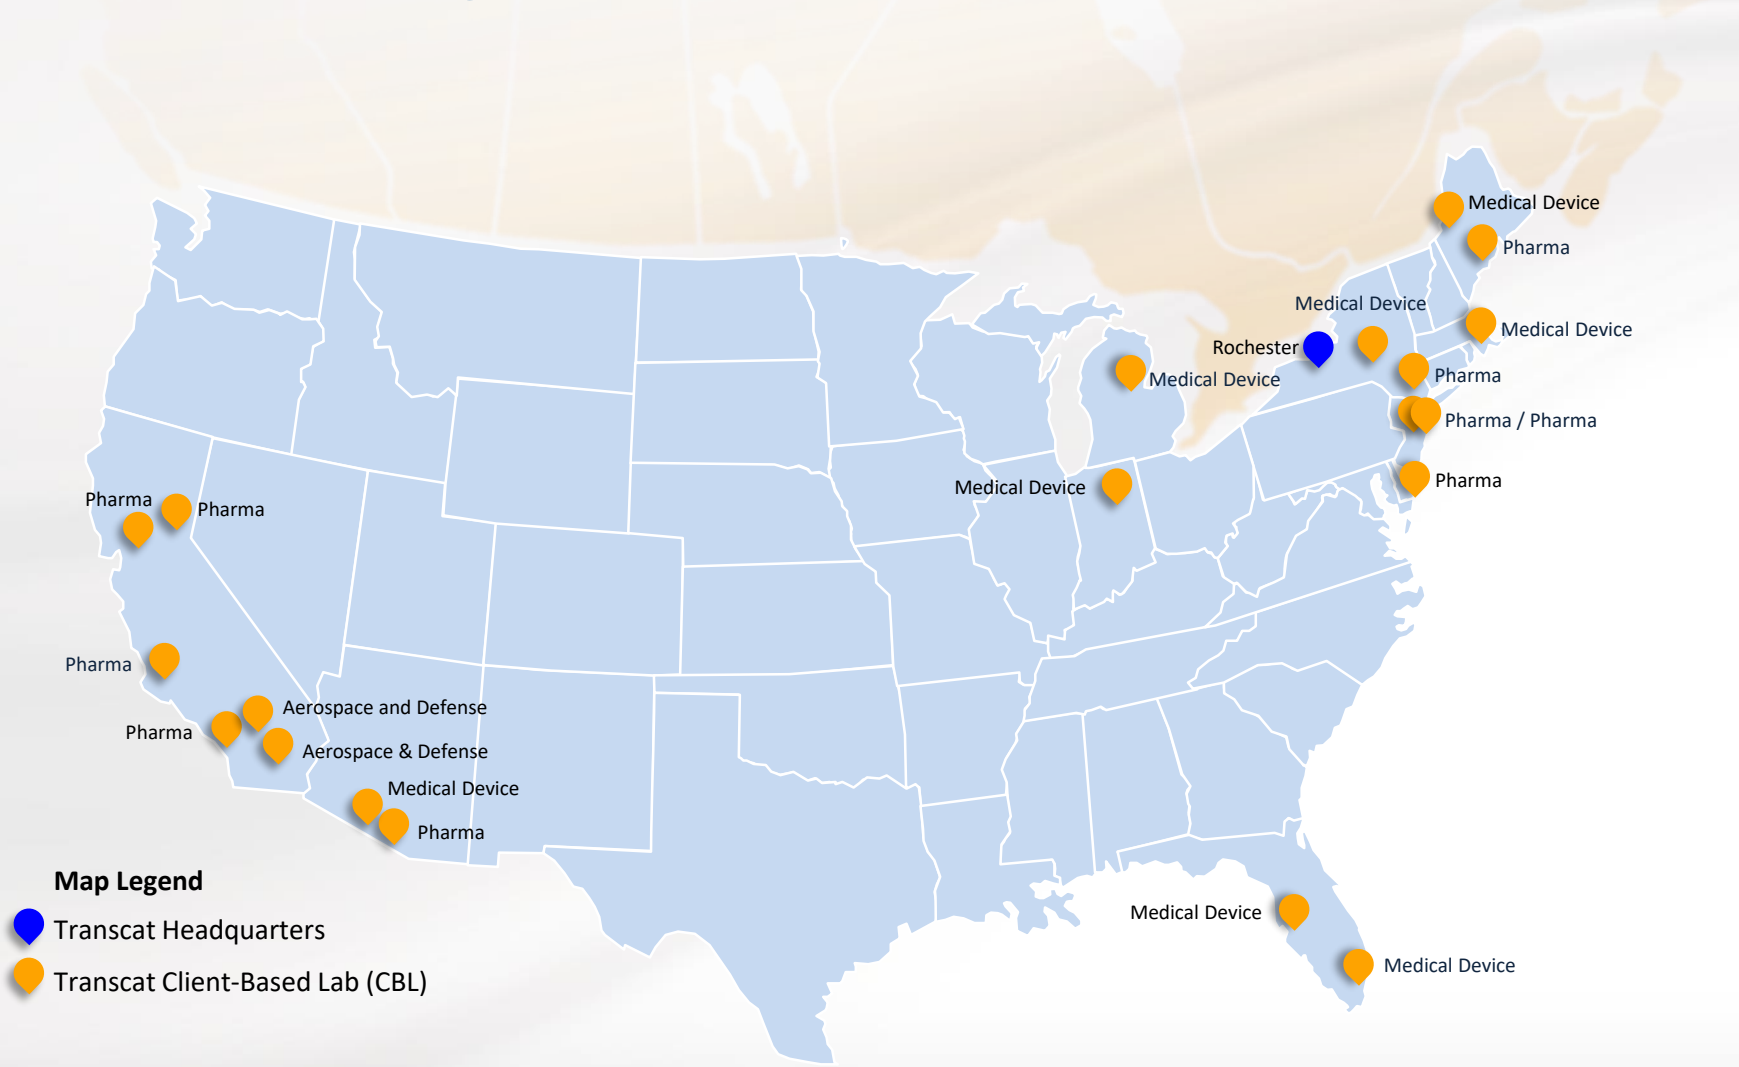 Medical Device
Pharma
Medical Device
Medical Device
Rochester
Medical Device
Pharma
Pharma / Pharma
Pharma
Medical Device
Pharma
Pharma
Pharma
Aerospace and Defense
Pharma
Aerospace & Defense
Medical Device
Pharma
Map Legend
Transcat Headquarters
Transcat Client-Based Lab (CBL)
Medical Device
Medical Device